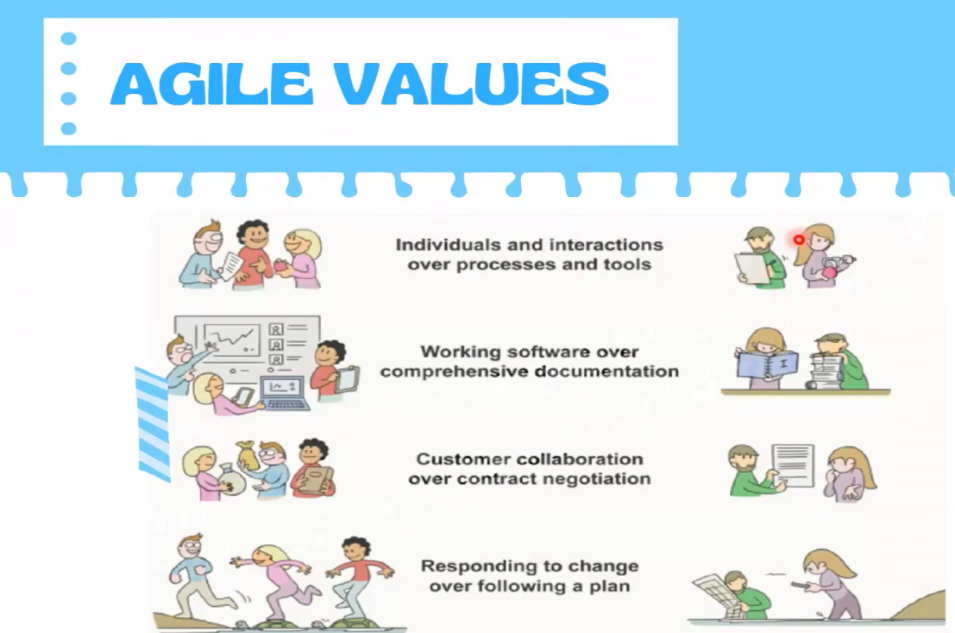 AGILE VALUES
Individuals and interactions
over processes and tools
Working software over
comprehensive documentation
Customer collaboration
over contract negotiation
Responding to change
over following a plan